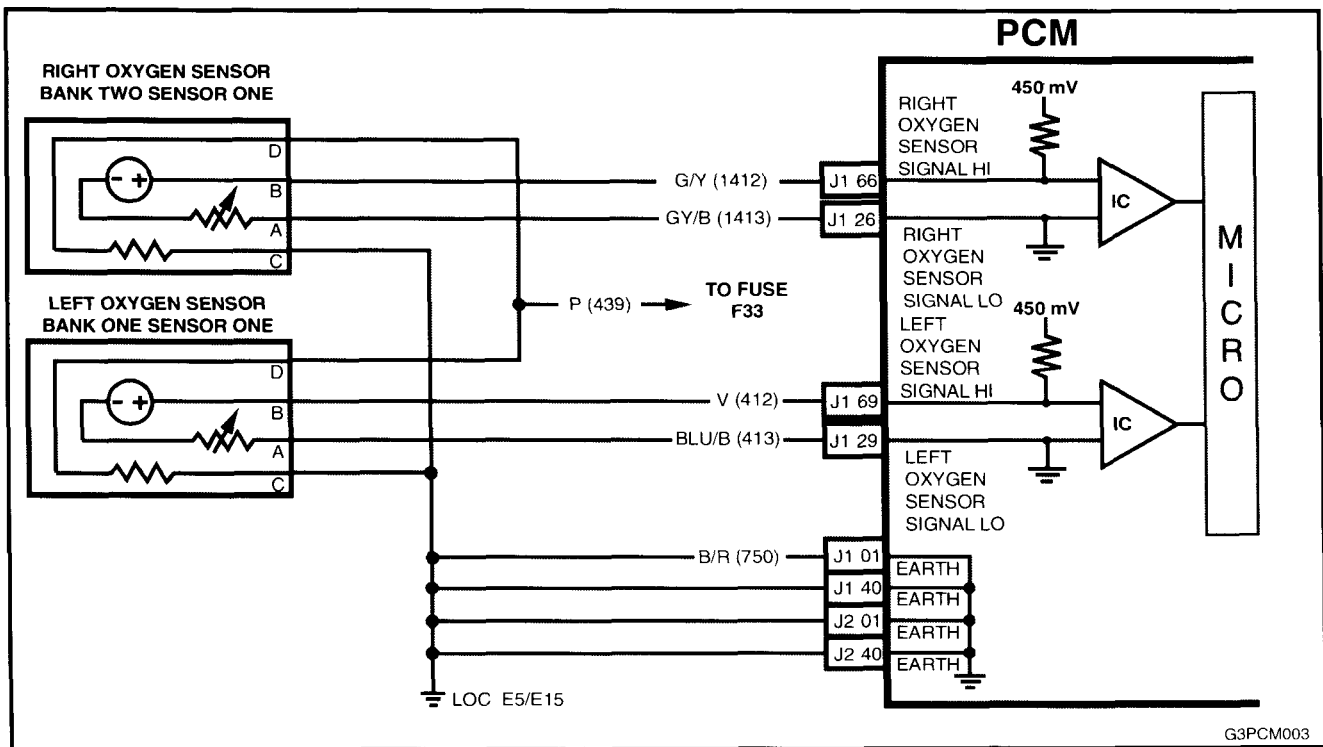 PCM
RIGHT OXYGEN SENSOR
BANK TWO SENSOR ONE
D
B
A
C
- +
G/Y (1412)
J1 66
GY/B (1413)
J1 26
RIGHT
OXYGEN
SENSOR
SIGNAL HI
450 mV
IC
RIGHT
OXYGEN
SENSOR
SIGNAL LO
P (439)
TO FUSE
F33
LEFT OXYGEN SENSOR
BANK ONE SENSOR ONE
D
B
A
C
- +
V (412)
J1 69
BLU/B (413)
J1 29
LEFT
OXYGEN
SENSOR
SIGNAL HI
450 mV
IC
LEFT
OXYGEN
SENSOR
SIGNAL LO
MICRO
B/R (750)
J1 01
EARTH
J1 40
EARTH
J2 01
EARTH
J2 40
EARTH
LOC E5/E15
G3PCM003